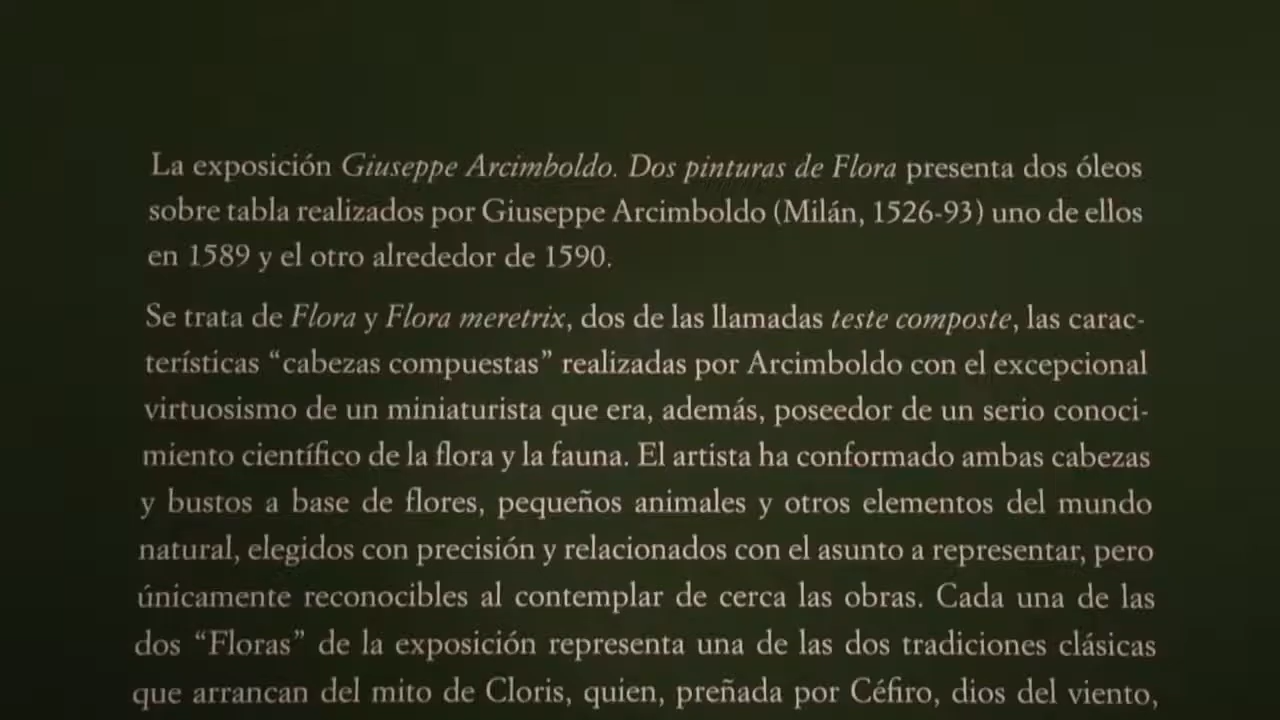 La exposición Giuseppe Arcimboldo. Dos pinturas de Flora presenta dos óleos
sobre tabla realizados por Giuseppe Arcimboldo (Milán, 1526-93) uno de ellos
en 1589 y el otro alrededor de 1590.
Se trata de Flora y Flora meretrix, dos de las llamadas teste composte, las carac-
terísticas “cabezas compuestas” realizadas por Arcimboldo con el excepcional
virtuosismo de un miniaturista que era, además, poseedor de un serio conoci-
miento científico de la flora y la fauna. El artista ha conformado ambas cabezas
y bustos a base de flores, pequeños animales y otros elementos del mundo
natural, elegidos con precisión y relacionados con el asunto a representar, pero
únicamente reconocibles al contemplar de cerca las obras. Cada una de las
dos “Floras” de la exposición representa una de las dos tradiciones clásicas
que arrancan del mito de Cloris, quien, preñada por Céfiro, dios del viento,